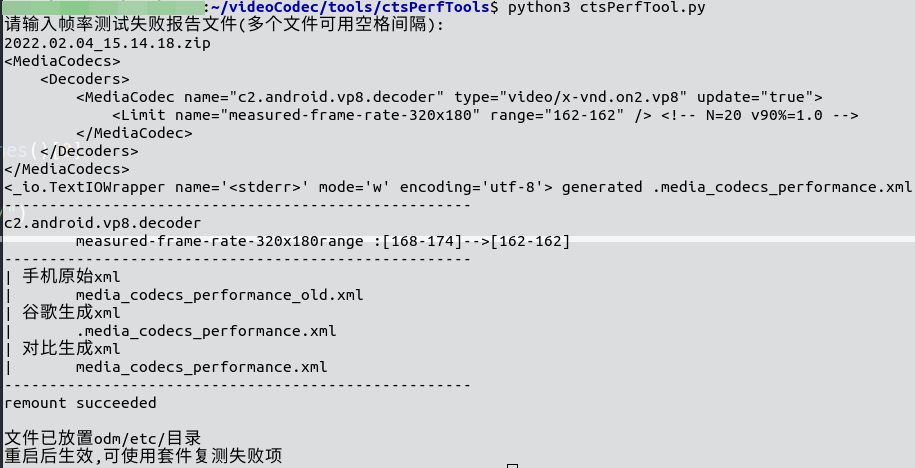 :~/videoCodec/tools/ctsPerfTools$ python3 ctsPerfTool.py
请输入帧率测试失败报告文件(多个文件可用空格间隔):
2022.02.04_15.14.18.zip
<MediaCodecs>
    <Decoders>
        <MediaCodec name="c2.android.vp8.decoder" type="video/x-vnd.on2.vp8" update="true">
            <Limit name="measured-frame-rate-320x180" range="162-162" /> <!-- N=20 v90%=1.0 -->
        </MediaCodec>
    </Decoders>
</MediaCodecs>
<_io.TextIOWrapper name='<stderr>' mode='w' encoding='utf-8'> generated .media_codecs_performance.xml
----------------------------------------------------
c2.android.vp8.decoder
        measured-frame-rate-320x180range :[168-174]-->[162-162]
----------------------------------------------------
| 手机原始xml
|       media_codecs_performance_old.xml
| 谷歌生成xml
|       .media_codecs_performance.xml
| 对比生成xml
|       media_codecs_performance.xml
----------------------------------------------------
remount succeeded
文件已放置odm/etc/目录
重启后生效,可使用套件复测失败项